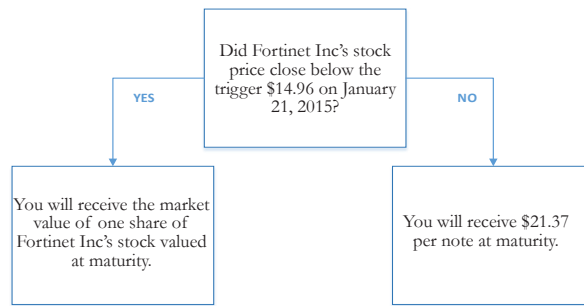 Did Fortinet Inc's stock
price close below the
trigger $14.96 on January
21, 2015?
YES
NO
You will receive the market
value of one share of
Fortinet Inc's stock valued
at maturity.
You will receive $21.37
per note at maturity.